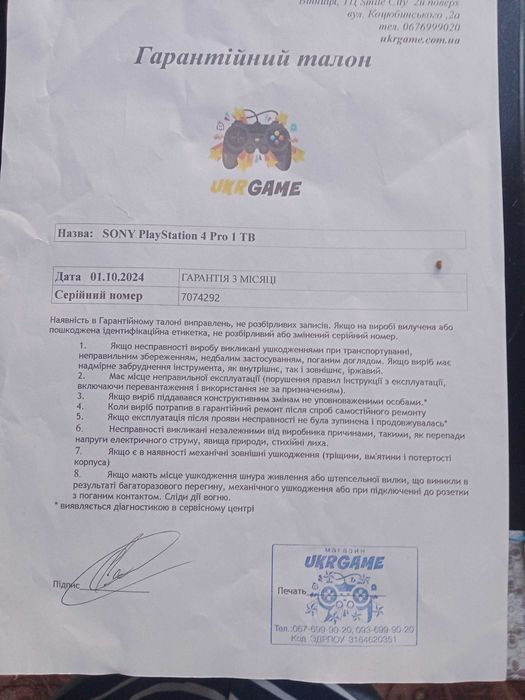 Вінниця, ТЦ Smile City 2й поверх
вул. Коцюбинського ,2а
тел. 0676999020
ukrgame.com.ua
Гарантійний талон
UKRGAME
Назва: SONY PlayStation 4 Pro 1 TB
Дата 01.10.2024 ГАРАНТІЯ 3 МІСЯЦІ
Серійний номер 7074292
Наявність в Гарантійному талоні виправлень, не розбірливих записів. Якщо на виробі вилучена або
пошкоджена ідентифікаційна етикетка, не розбірливий або змінений серійний номер.
1. Якщо несправності виробу викликані ушкодженнями при транспортуванні,
неправильним збереженням, недбалим застосуванням, поганим доглядом. Якщо виріб має
надмірне забруднення інструмента, як внутрішнє, так і зовнішнє, іржавий.
2. Має місце неправильної експлуатації (порушення правил Інструкції з експлуатації,
включаючи перевантаження і використання не за призначенням).
3. Якщо виріб піддавався конструктивним змінам не уповноваженими особами.*
4. Коли виріб потрапив в гарантійний ремонт після спроб самостійного ремонту
5. Якщо експлуатація після прояви несправності не була зупинена і продовжувалась*
6. Несправності викликані незалежними від виробника причинами, такими, як перепади
напруги електричного струму, явища природи, стихійні лиха.
7. Якщо є в наявності механічні зовнішні ушкодження (тріщини, вм'ятини і потертості
корпуса)
8. Якщо мають місце ушкодження шнура живлення або штепсельної вилки, що виникли в
результаті багаторазового перегину, механічного ушкодження або при підключенні до розетки
з поганим контактом. Сліди дії вогню.
* виявляється діагностикою в сервісному центрі
Підпис
магазин
UKRGAME
Печать
Тел.:067-699-90-20, 093-699-90-20
Код ЭДРПОУ 3164620351